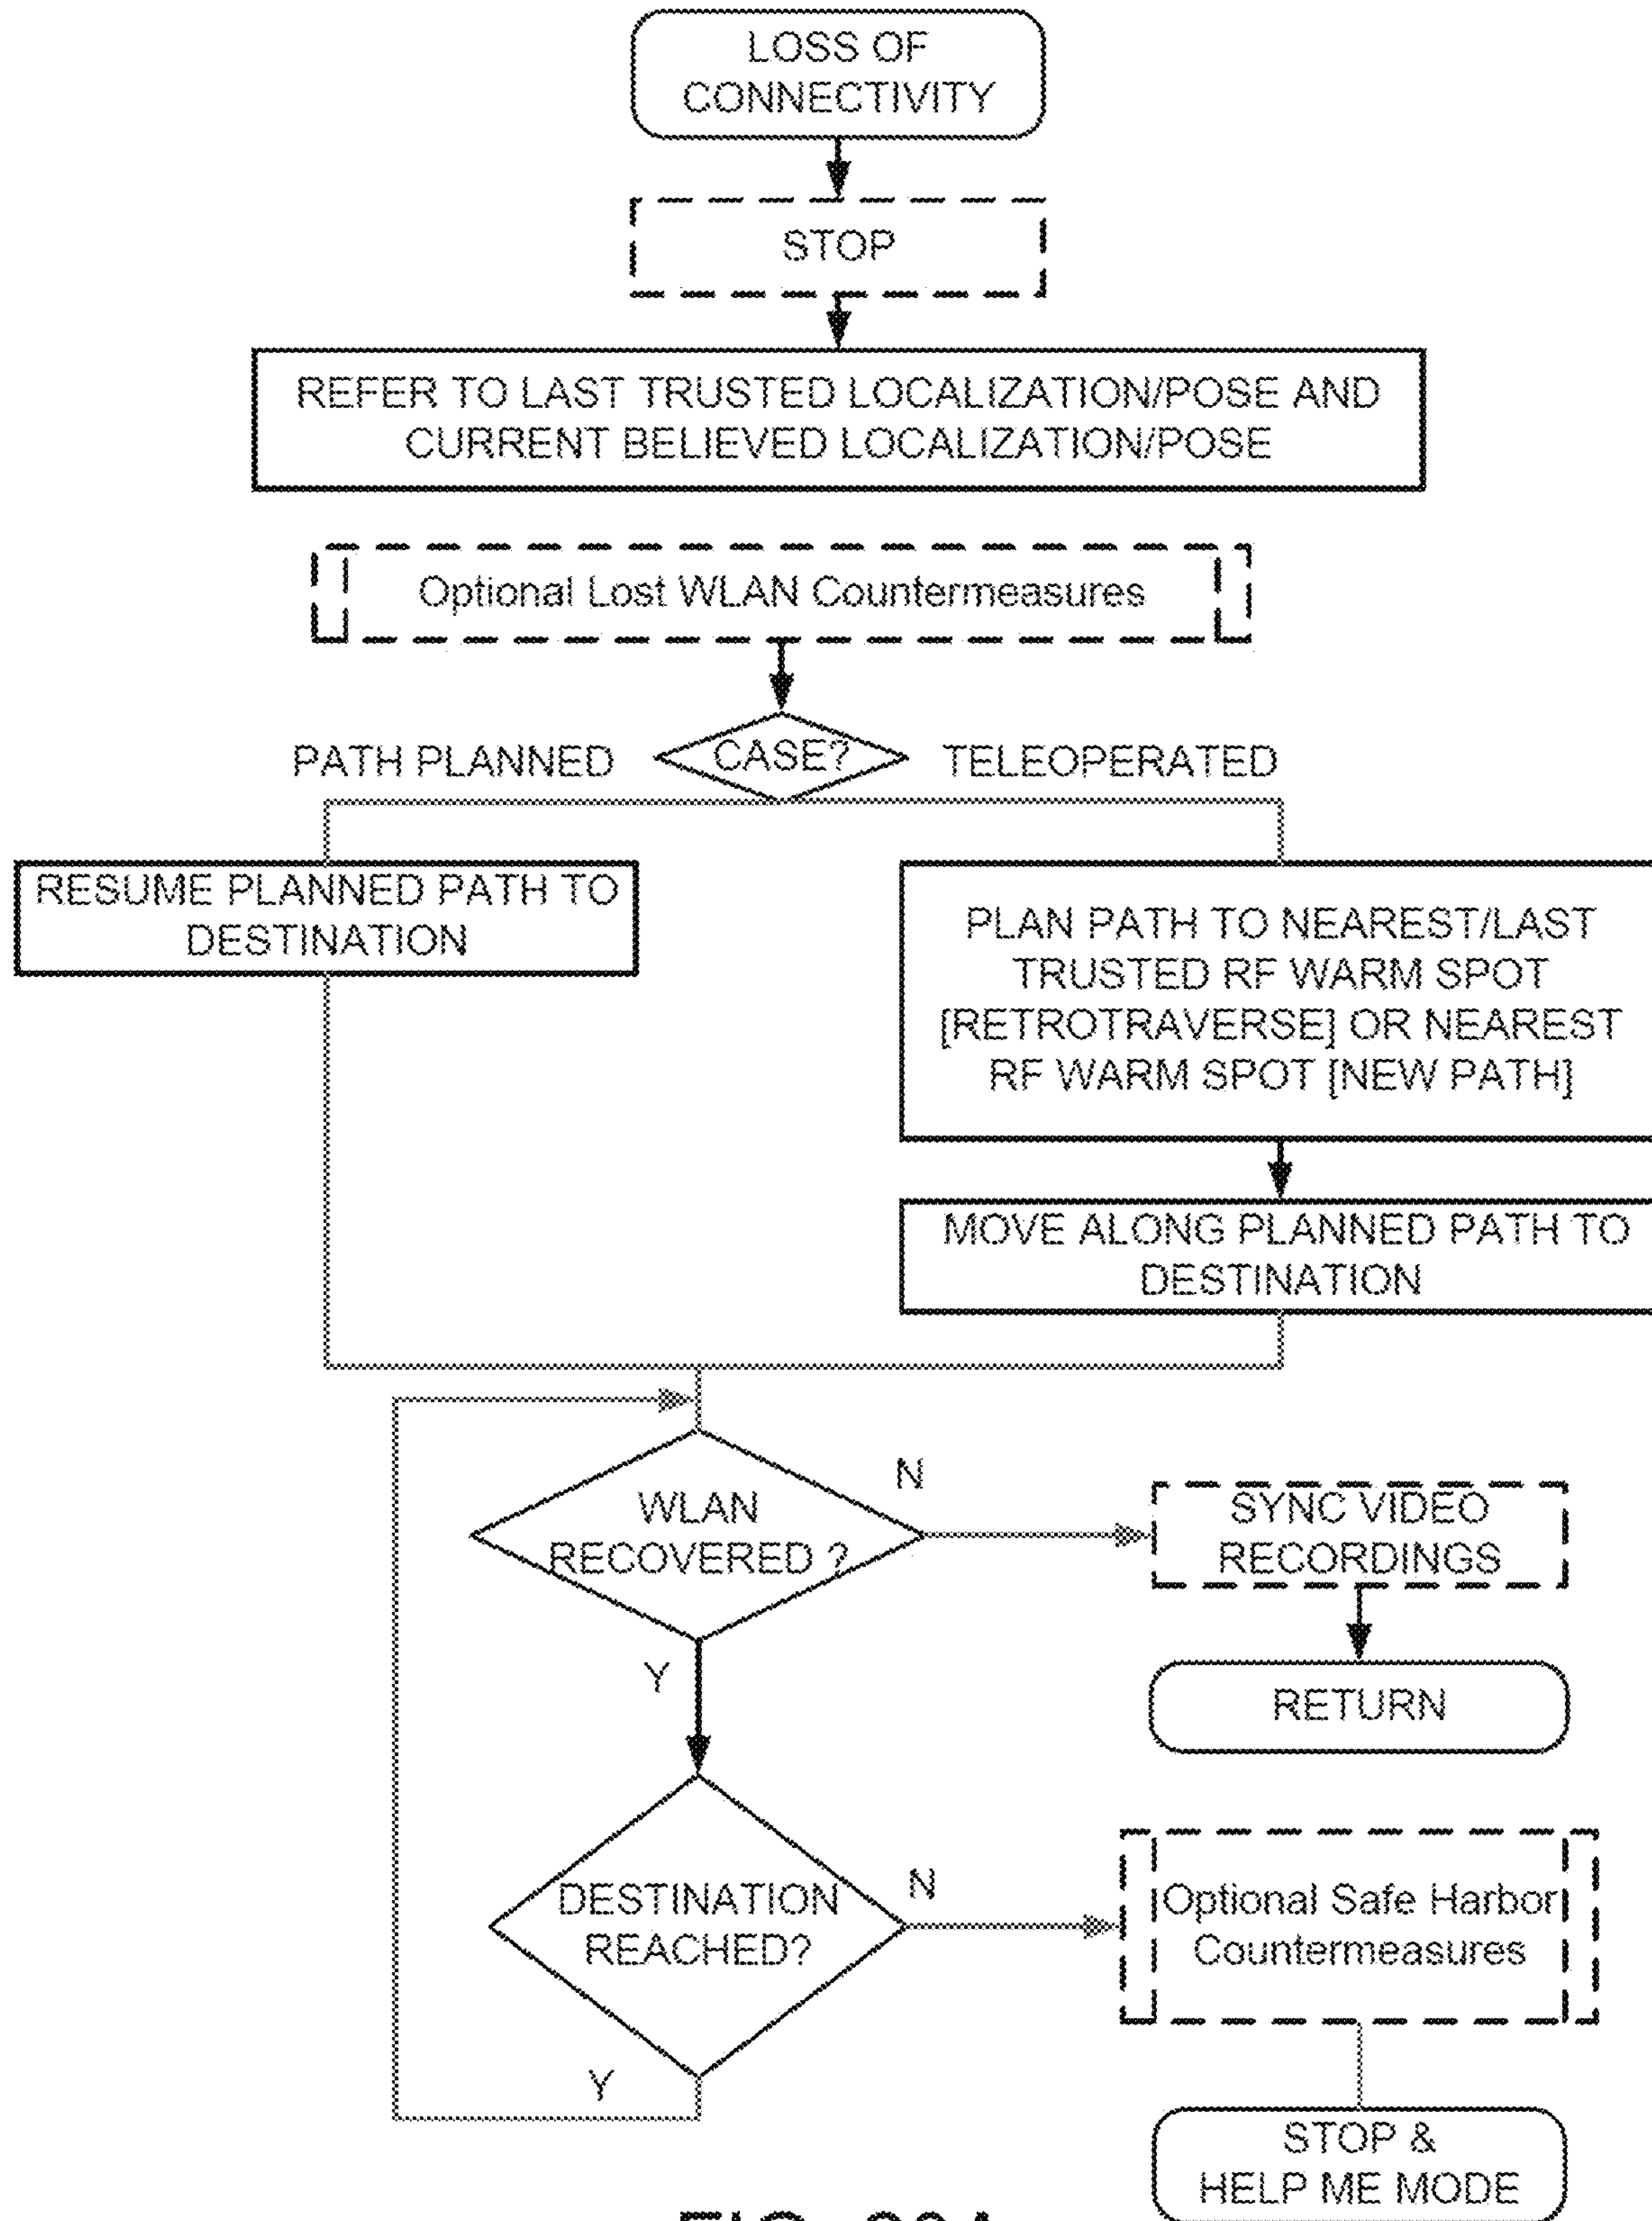 LOSS OF
CONNECTIVITY
STOP
REFER TO LAST TRUSTED LOCALIZATION/POSE AND
CURRENT BELIEVED LOCALIZATION/POSE
Optional Lost WLAN Countermeasures
PATH PLANNED
CASE?
TELEOPERATED
RESUME PLANNED PATH TO
DESTINATION
PLAN PATH TO NEAREST/LAST
TRUSTED RF WARM SPOT
[RETROTRAVERSE] OR NEAREST
RF WARM SPOT [NEW PATH]
MOVE ALONG PLANNED PATH TO
DESTINATION
WLAN
RECOVERED ?
N
SYNC VIDEO
RECORDINGS
Y
RETURN
DESTINATION
REACHED?
N
Optional Safe Harbor
Countermeasures
Y
STOP &
HELP ME MODE